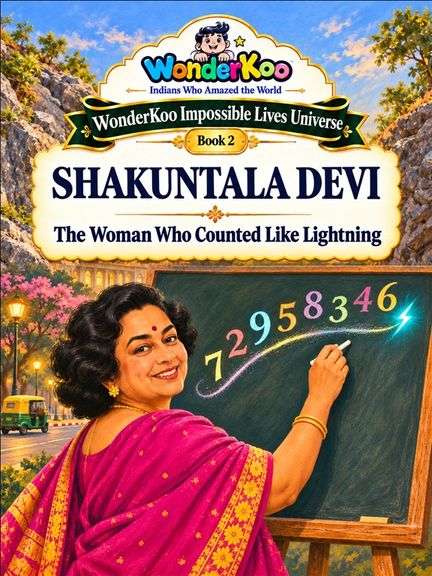 WonderKoo
Indians Who Amazed the World
WonderKoo Impossible Lives Universe
Book 2
SHAKUNTALA DEVI
The Woman Who Counted Like Lightning
72958346